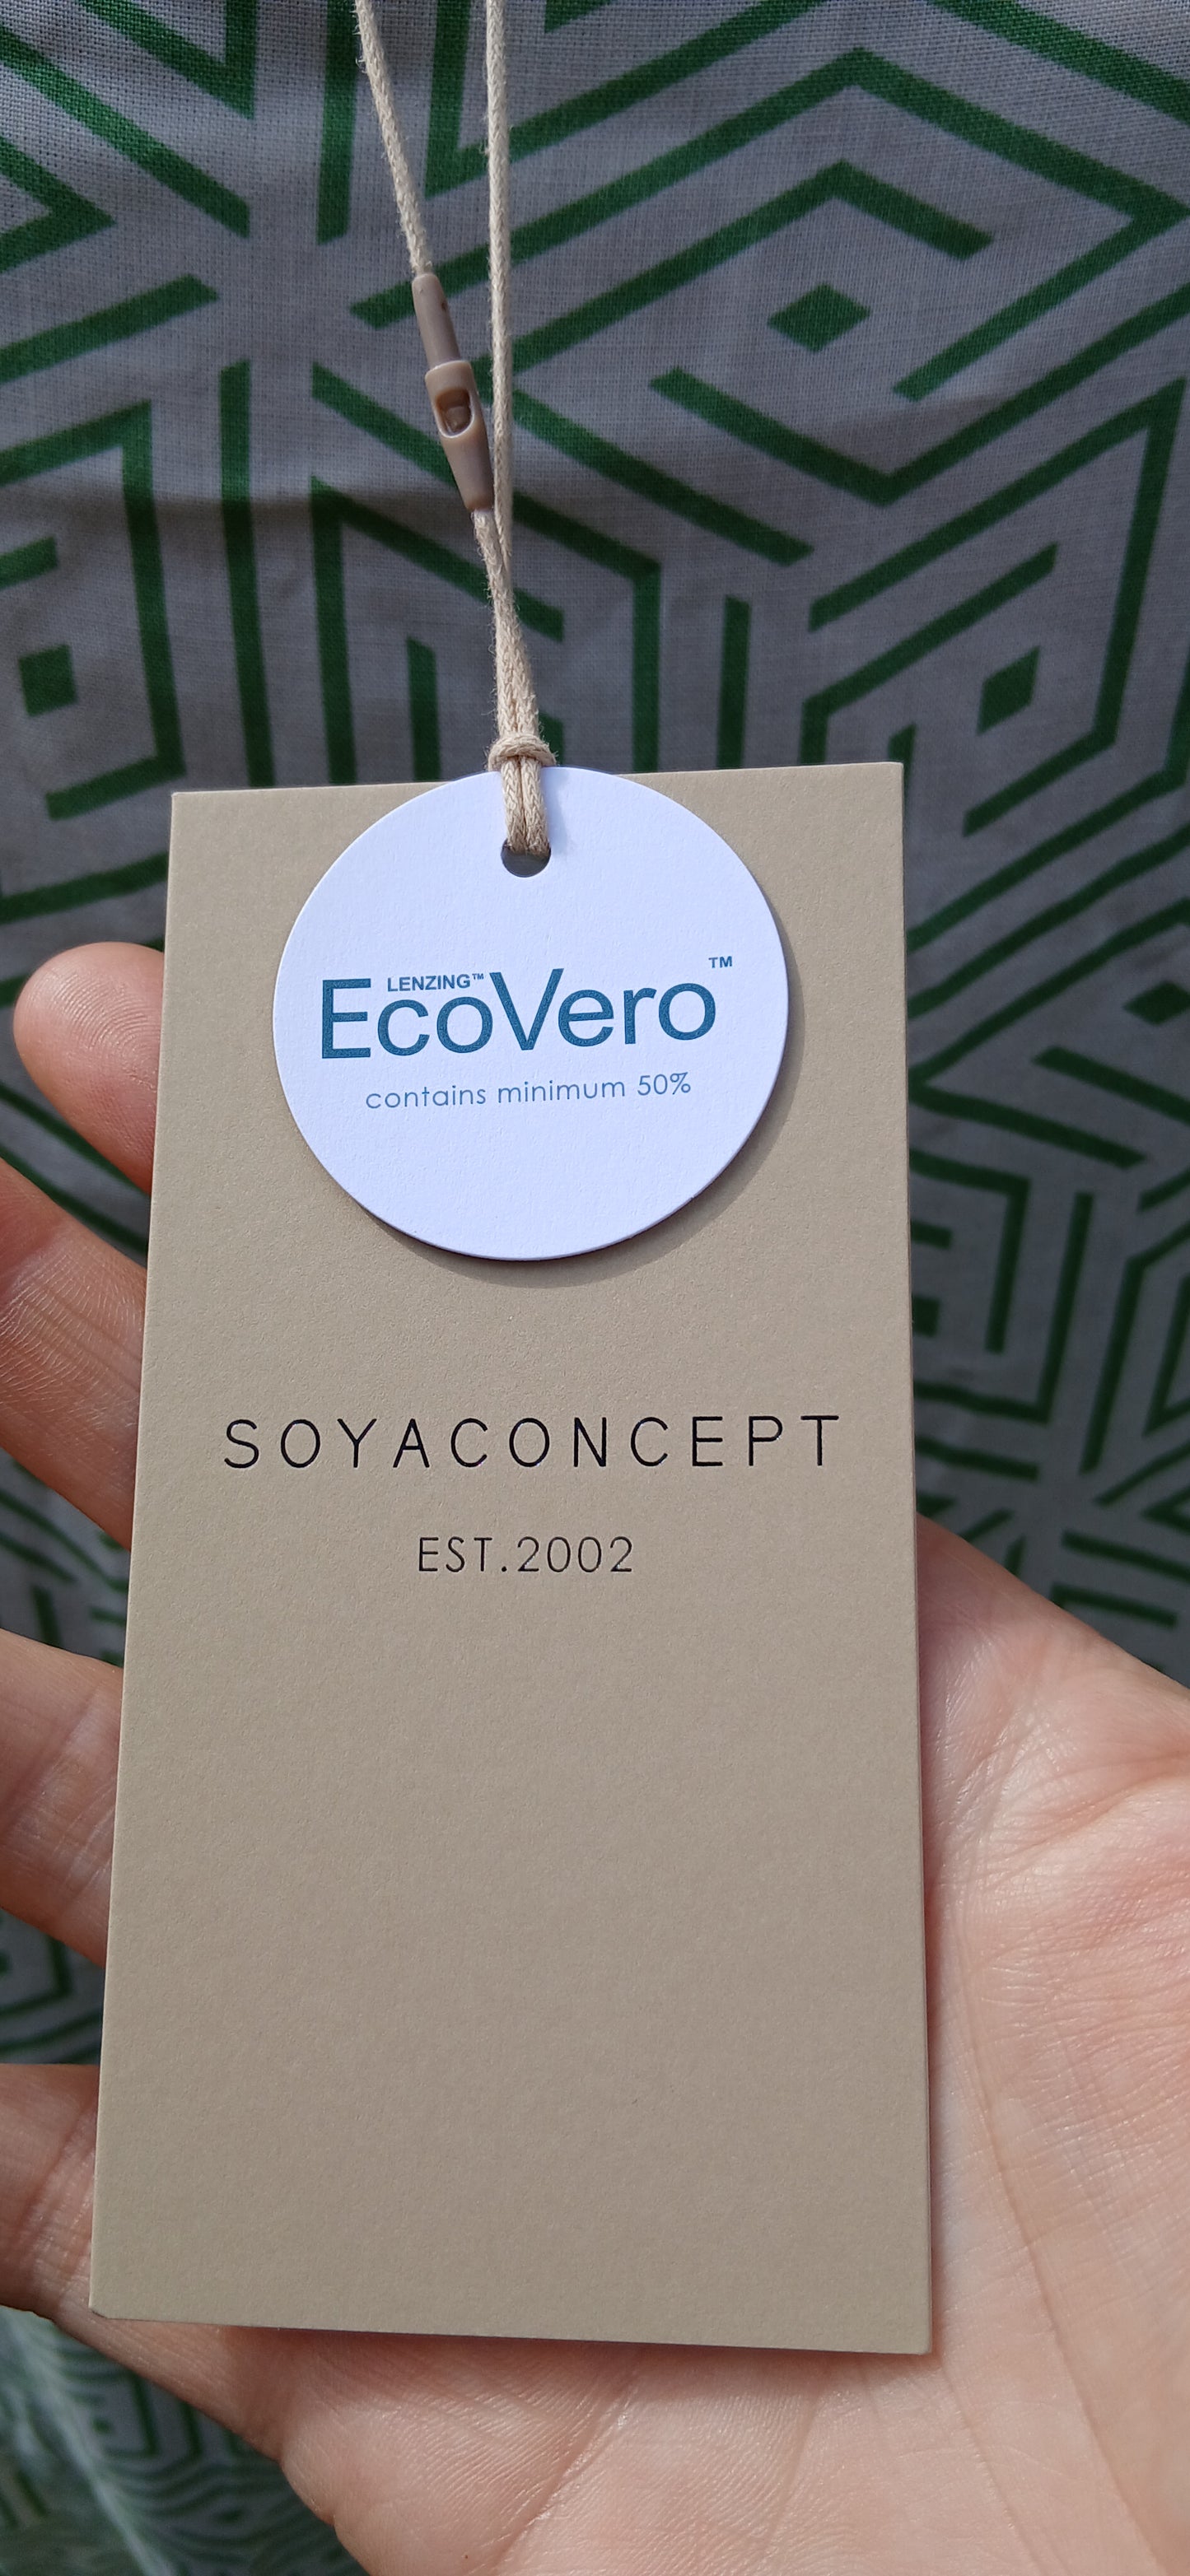 LENZING™
EcoVero™
contains minimum 50%
SOYACONCEPT
EST.2002